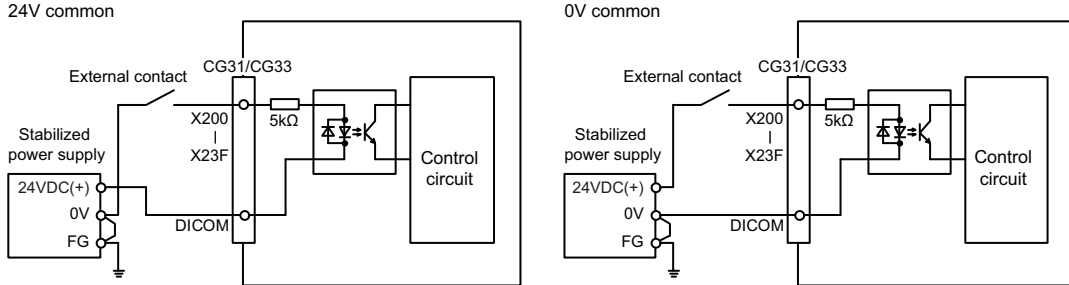 24V common
External contact
CG31/CG33
X200
|
X23F
5kΩ
Stabilized
power supply
24VDC(+)
0V
FG
DICOM
Control
circuit
0V common
External contact
CG31/CG33
X200
|
X23F
5kΩ
Stabilized
power supply
24VDC(+)
0V
FG
DICOM
Control
circuit